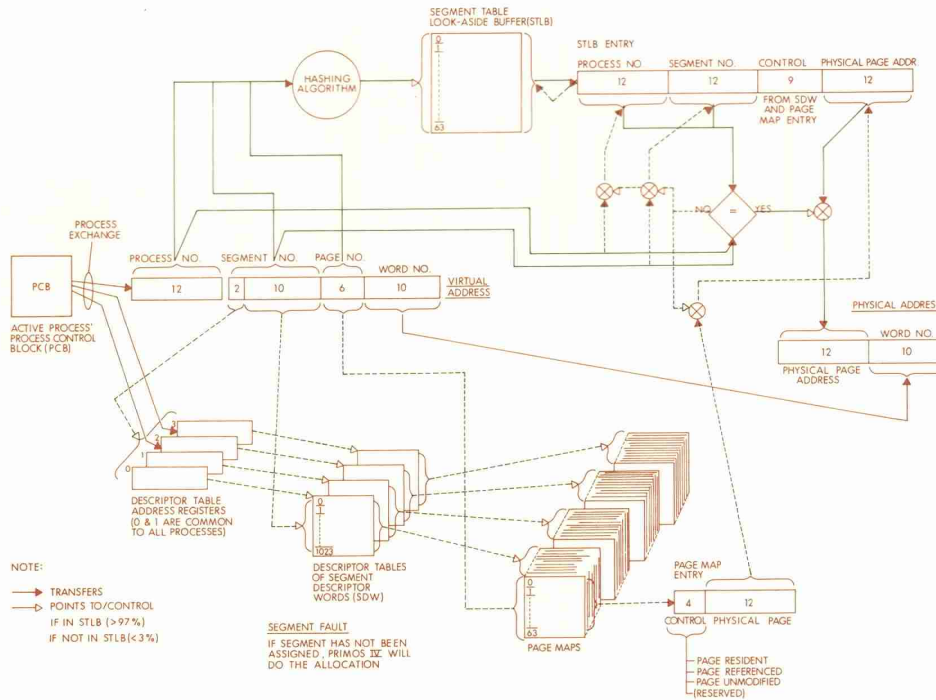 SEGMENT TABLE
LOOK-ASIDE BUFFER(STLB)
0
1
63
HASHING
ALGORITHM
STLB ENTRY
PROCESS NO.
SEGMENT NO.
CONTROL
PHYSICAL PAGE ADDR.
12
12
9
12
FROM SDW
AND PAGE
MAP ENTRY
NO
=
YES
PROCESS
EXCHANGE
PCB
ACTIVE PROCESS'
PROCESS CONTROL
BLOCK (PCB)
PROCESS NO.
SEGMENT NO.
PAGE NO.
WORD NO.
12
2
10
6
10
VIRTUAL
ADDRESS
PHYSICAL ADDRES
WORD NO.
12
10
PHYSICAL PAGE
ADDRESS
3
2
1
0
DESCRIPTOR TABLE
ADDRESS REGISTERS
(0 & 1 ARE COMMON
TO ALL PROCESSES)
0
1
1023
DESCRIPTOR TABLES
OF SEGMENT
DESCRIPTOR
WORDS (SDW)
0
1
63
PAGE MAPS
PAGE MAP
ENTRY
4
12
CONTROL
PHYSICAL PAGE
PAGE RESIDENT
PAGE REFERENCED
PAGE UNMODIFIED
(RESERVED)
NOTE:
TRANSFERS
POINTS TO/CONTROL
IF IN STLB (>97%)
IF NOT IN STLB(<3%)
SEGMENT FAULT
IF SEGMENT HAS NOT BEEN
ASSIGNED, PRIMOS IV WILL
DO THE ALLOCATION